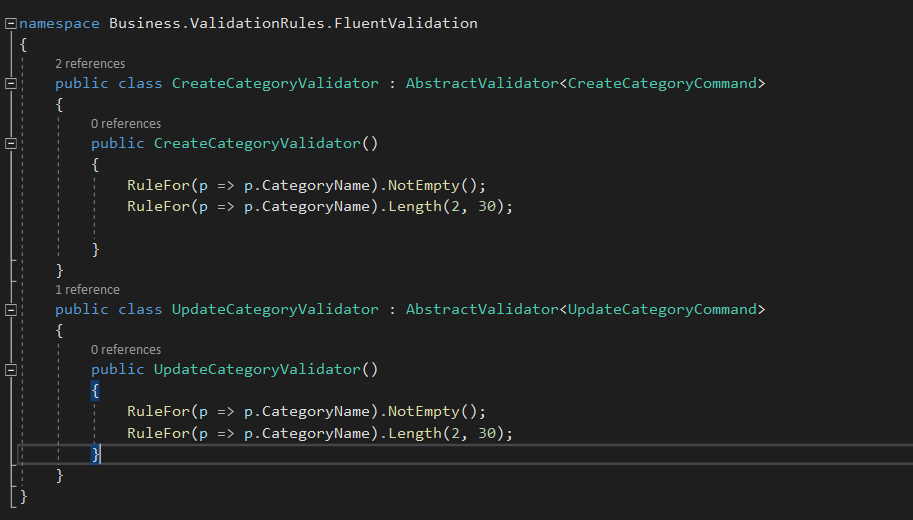 namespace Business.ValidationRules.FluentValidation
{
2 references
public class CreateCategoryValidator : AbstractValidator<CreateCategoryCommand>
{
0 references
public CreateCategoryValidator()
{
RuleFor(p => p.CategoryName).NotEmpty();
RuleFor(p => p.CategoryName).Length(2, 30);
}
}
1 reference
public class UpdateCategoryValidator : AbstractValidator<UpdateCategoryCommand>
{
0 references
public UpdateCategoryValidator()
{
RuleFor(p => p.CategoryName).NotEmpty();
RuleFor(p => p.CategoryName).Length(2, 30);
}
}
}